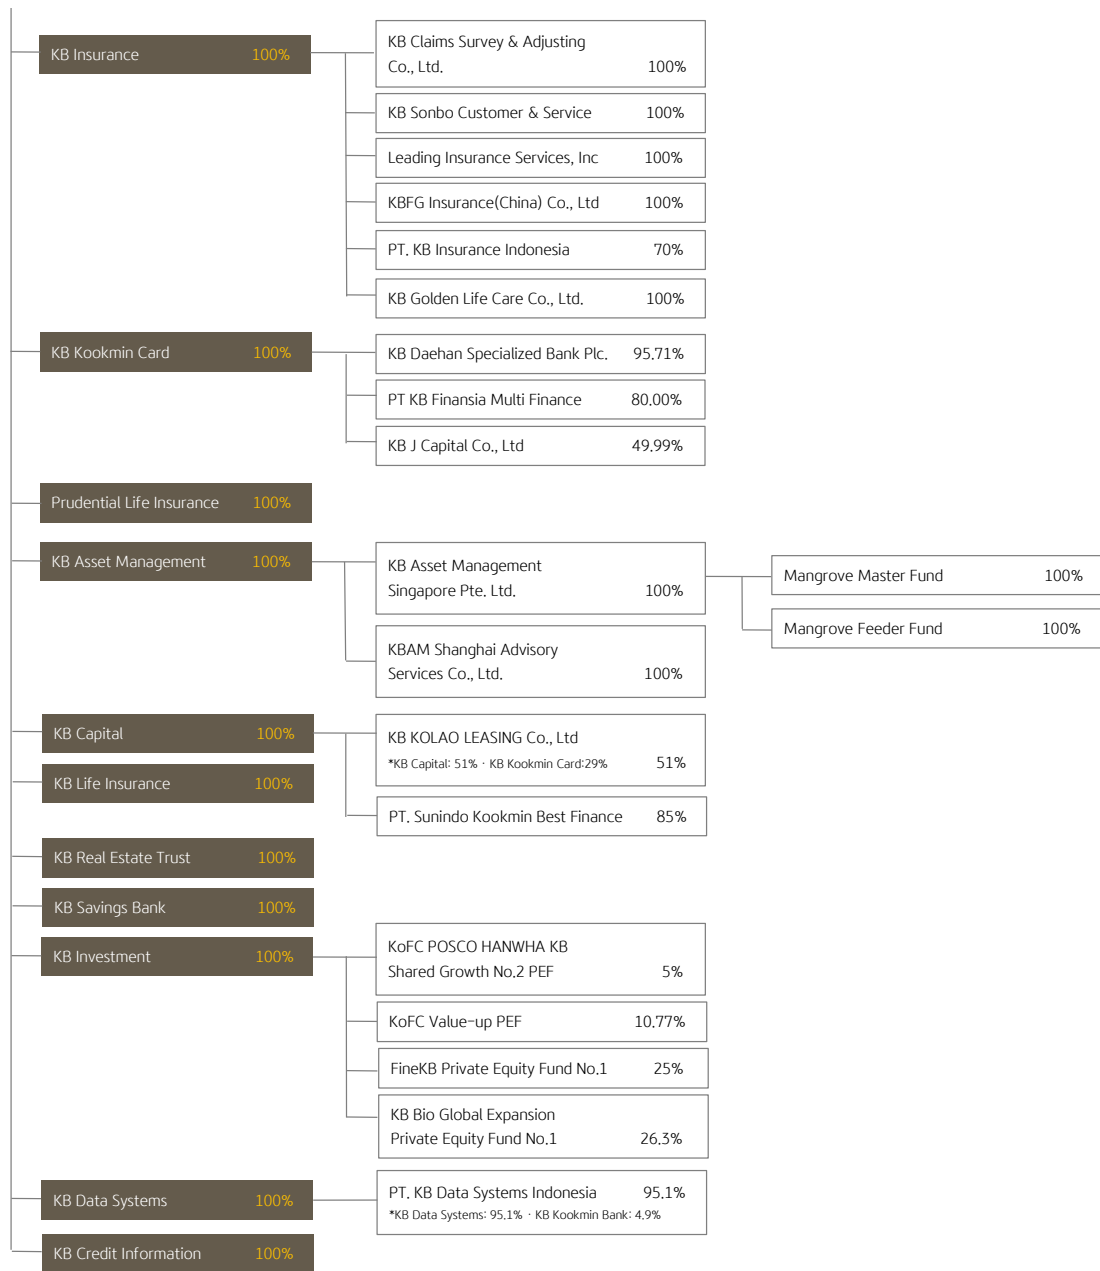 KB Insurance 100%
KB Claims Survey & Adjusting
Co., Ltd. 100%
KB Sonbo Customer & Service 100%
Leading Insurance Services, Inc 100%
KBFG Insurance(China) Co., Ltd 100%
PT. KB Insurance Indonesia 70%
KB Golden Life Care Co., Ltd. 100%
KB Kookmin Card 100%
KB Daehan Specialized Bank Plc. 95.71%
PT KB Finansia Multi Finance 80.00%
KB J Capital Co., Ltd 49.99%
Prudential Life Insurance 100%
KB Asset Management 100%
KB Asset Management
Singapore Pte. Ltd. 100%
Mangrove Master Fund 100%
Mangrove Feeder Fund 100%
KBAM Shanghai Advisory
Services Co., Ltd. 100%
KB Capital 100%
KB KOLAO LEASING Co., Ltd
*KB Capital: 51% · KB Kookmin Card:29% 51%
KB Life Insurance 100%
PT. Sunindo Kookmin Best Finance 85%
KB Real Estate Trust 100%
KB Savings Bank 100%
KB Investment 100%
KoFC POSCO HANWHA KB
Shared Growth No.2 PEF 5%
KoFC Value-up PEF 10.77%
FineKB Private Equity Fund No.1 25%
KB Bio Global Expansion
Private Equity Fund No.1 26.3%
KB Data Systems 100%
PT. KB Data Systems Indonesia 95.1%
*KB Data Systems: 95.1% · KB Kookmin Bank: 4.9%
KB Credit Information 100%